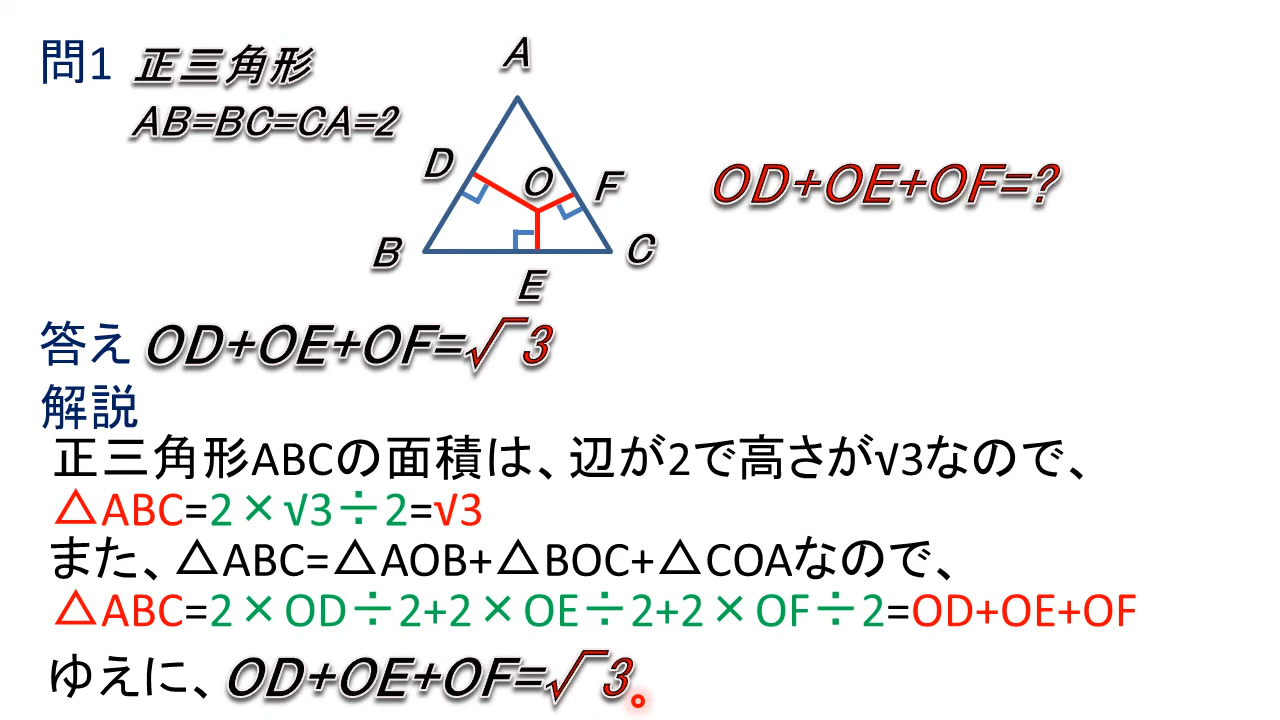 問1 正三角形
AB=BC=CA=2
A
D
O
F
B
C
E
OD+OE+OF=?
答え OD+OE+OF=√3
解説
正三角形ABCの面積は、辺が2で高さが√3なので、
△ABC=2×√3÷2=√3
また、△ABC=△AOB+△BOC+△COAなので、
△ABC=2×OD÷2+2×OE÷2+2×OF÷2=OD+OE+OF
ゆえに、OD+OE+OF=√3。